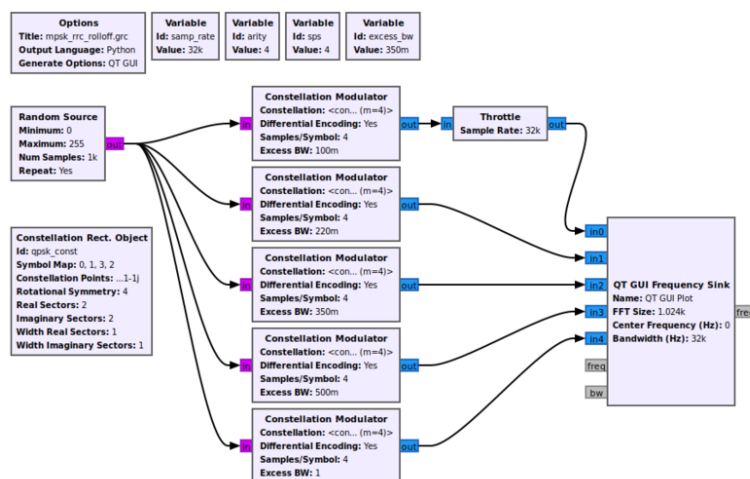 Options
Title: mpsk_rrc_rolloff.grc
Output Language: Python
Generate Options: QT GUI
Variable
Id: samp_rate
Value: 32k
Variable
Id: arity
Value: 4
Variable
Id: sps
Value: 4
Variable
Id: excess_bw
Value: 350m
Random Source
Minimum: 0
Maximum: 255
Num Samples: 1k
Repeat: Yes
out
Constellation Rect. Object
Id: qpsk_const
Symbol Map: 0, 1, 3, 2
Constellation Points: ...1-1j
Rotational Symmetry: 4
Real Sectors: 2
Imaginary Sectors: 2
Width Real Sectors: 1
Width Imaginary Sectors: 1
in
Constellation Modulator
Constellation: <con... (m=4)>
Differential Encoding: Yes
Samples/Symbol: 4
Excess BW: 100m
out
in
Throttle
Sample Rate: 32k
out
in
Constellation Modulator
Constellation: <con... (m=4)>
Differential Encoding: Yes
Samples/Symbol: 4
Excess BW: 220m
out
in
Constellation Modulator
Constellation: <con... (m=4)>
Differential Encoding: Yes
Samples/Symbol: 4
Excess BW: 350m
out
in
Constellation Modulator
Constellation: <con... (m=4)>
Differential Encoding: Yes
Samples/Symbol: 4
Excess BW: 500m
out
in
Constellation Modulator
Constellation: <con... (m=4)>
Differential Encoding: Yes
Samples/Symbol: 4
Excess BW: 1
out
in0
in1
in2
in3
in4
freq
bw
QT GUI Frequency Sink
Name: QT GUI Plot
FFT Size: 1.024k
Center Frequency (Hz): 0
Bandwidth (Hz): 32k